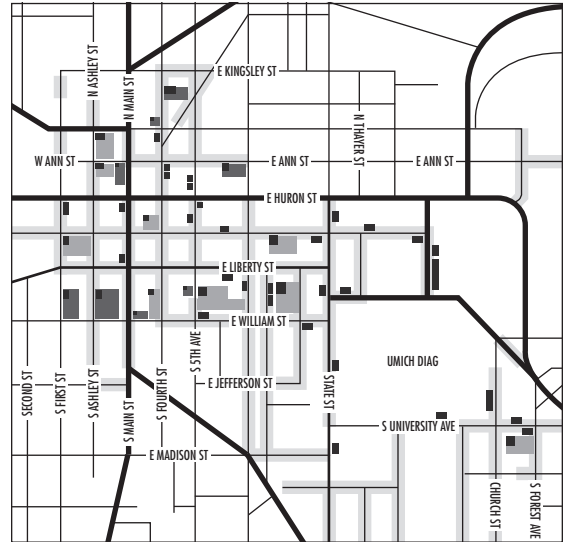 N ASHLEY ST
N MAIN ST
E KINGSLEY ST
N THAYER ST
W ANN ST
E ANN ST
E ANN ST
E HURON ST
E LIBERTY ST
E WILLIAM ST
SECOND ST
S FIRST ST
S ASHLEY ST
S MAIN ST
S FOURTH ST
S 5TH AVE
E JEFFERSON ST
STATE ST
UMICH DIAG
S UNIVERSITY AVE
E MADISON ST
CHURCH ST
S FOREST AVE